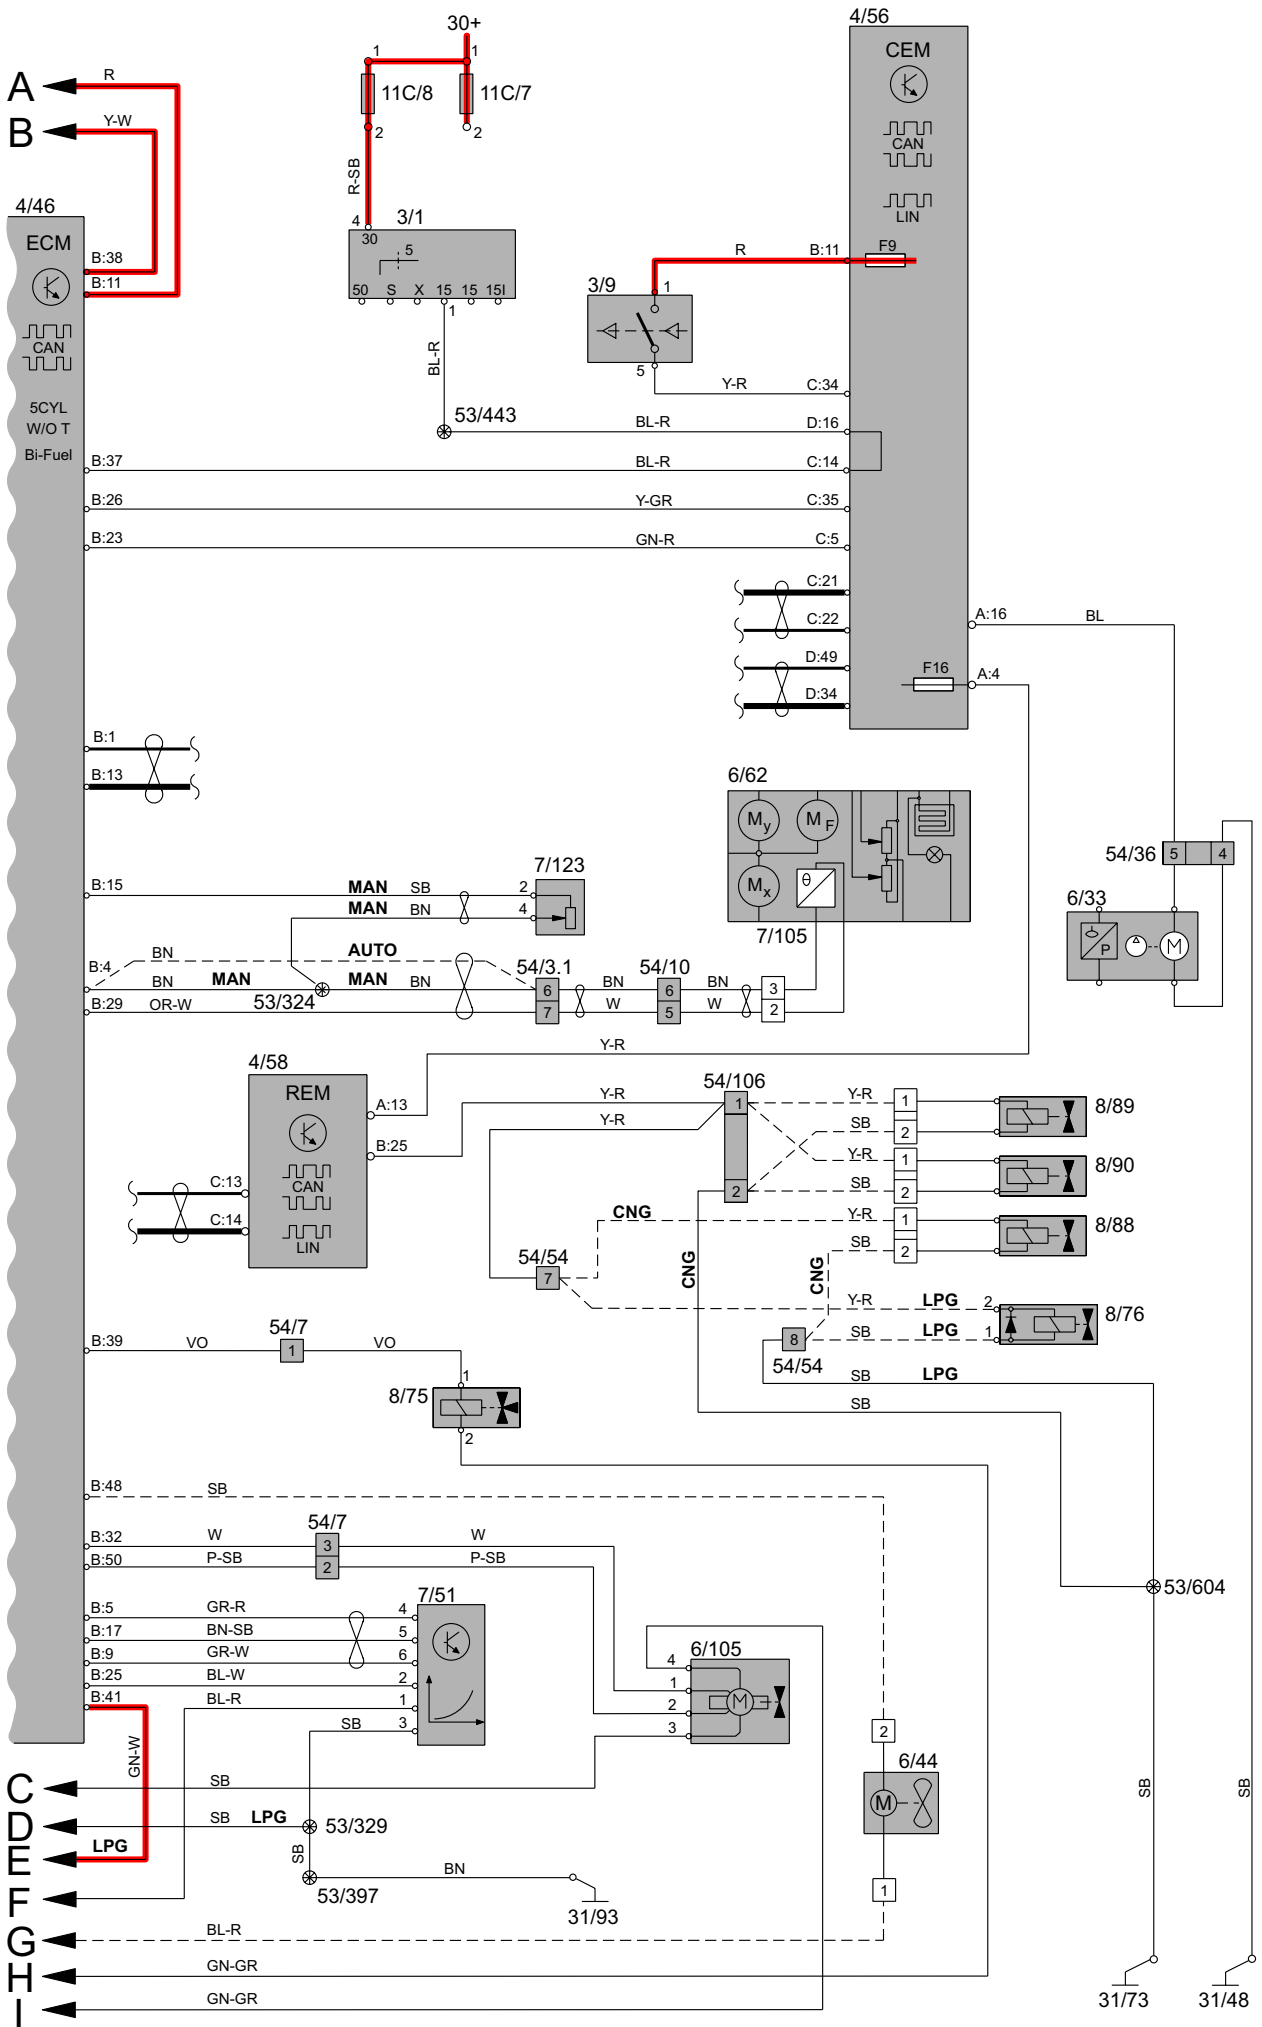 30+
4/56
1
1
CEM
A
R
11C/8
11C/7
B
Y-W
2
2
CAN
R-SB
LIN
4/46
4
3/1
ECM
30
5
B:38
R
B:11
F9
B:11
3/9
1
50
S
X
15
15
15I
1
CAN
BL-R
5
Y-R
C:34
5CYL
W/O T
Bi-Fuel
53/443
BL-R
D:16
B:37
BL-R
C:14
B:26
Y-GR
C:35
B:23
GN-R
C:5
C:21
C:22
A:16
BL
D:49
F16
A:4
D:34
B:1
B:13
6/62
My
MF
54/36
5
4
7/123
B:15
MAN
SB
2
Mx
θ
MAN
BN
4
6/33
7/105
P
M
BN
AUTO
B:4
54/3.1
54/10
BN
MAN
MAN
BN
6
BN
6
BN
3
B:29
OR-W
53/324
7
W
5
W
2
Y-R
4/58
REM
54/106
A:13
Y-R
1
Y-R
1
8/89
Y-R
SB
2
B:25
Y-R
1
8/90
C:13
CAN
2
SB
2
C:14
CNG
Y-R
1
8/88
LIN
SB
2
54/54
CNG
CNG
7
Y-R
LPG
2
8/76
54/7
8
SB
LPG
1
B:39
VO
1
VO
54/54
1
SB
LPG
8/75
SB
2
B:48
SB
54/7
B:32
W
3
W
B:50
P-SB
2
P-SB
53/604
7/51
B:5
GR-R
4
B:17
BN-SB
5
B:9
GR-W
6
6/105
B:25
BL-W
2
4
B:41
BL-R
1
1
M
SB
3
2
3
2
GN-W
6/44
C
SB
M
SB
SB
D
SB
LPG
53/329
E
LPG
SB
BN
F
53/397
31/93
1
G
BL-R
H
GN-GR
31/73
31/48
I
GN-GR